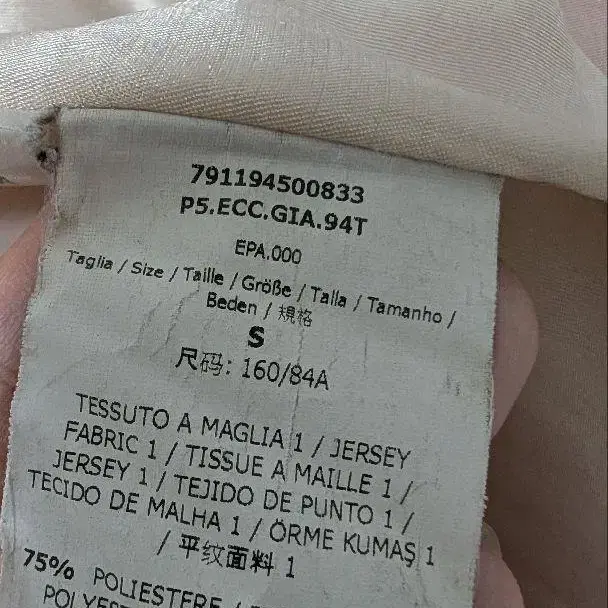 791194500833
P5.ECC.GIA.94T
EPA.000
Taglia / Size / Taille / Größe / Talla / Tamanho /
Beden / 規格
S
尺码: 160/84A
TESSUTO A MAGLIA 1 / JERSEY
FABRIC 1 / TISSUE A MAILLE 1 /
JERSEY 1 / TEJIDO DE PUNTO 1 /
TECIDO DE MALHA 1 / ÖRME KUMAŞ 1
/ 平纹面料 1
75% POLIESTERE /